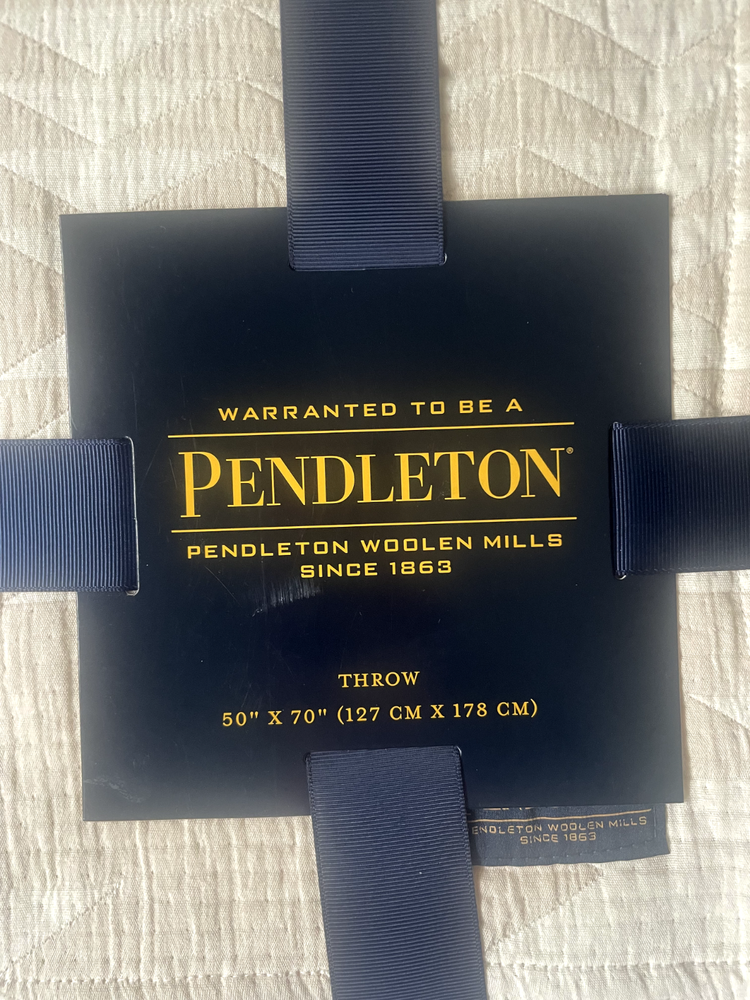 WARRANTED TO BE A
PENDLETON®
PENDLETON WOOLEN MILLS
SINCE 1863
THROW
50" X 70" (127 CM X 178 CM)
ENDLETON WOOLEN MILLS
SINCE 1863